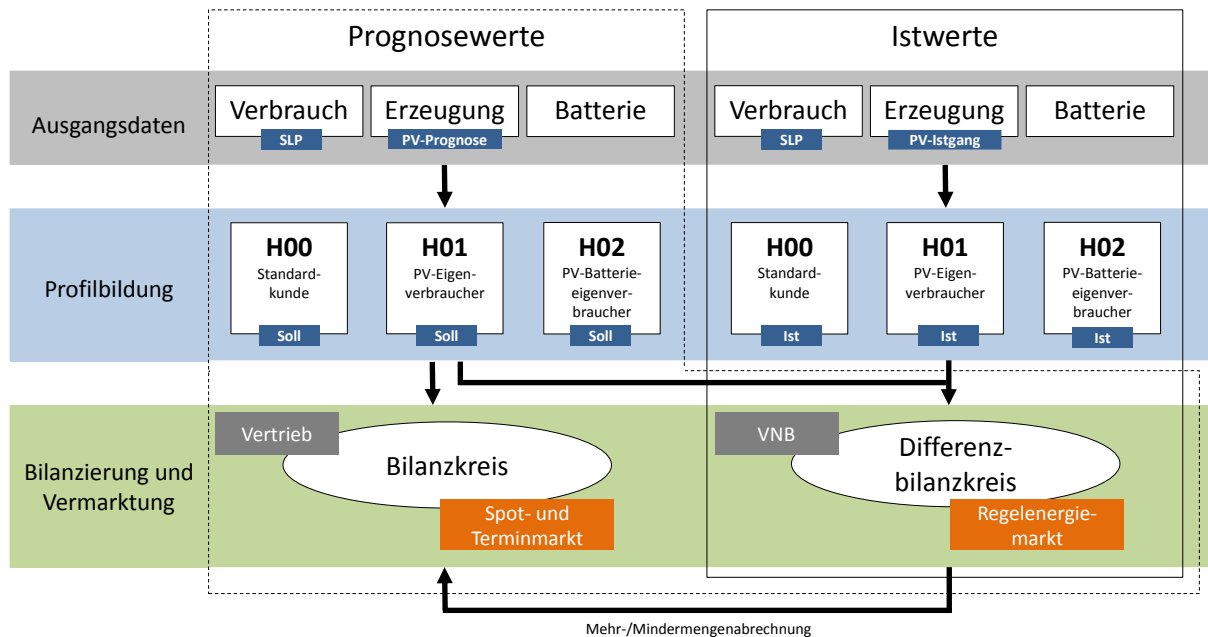 Prognosewerte
Istwerte
Ausgangsdaten
Verbrauch
SLP
Erzeugung
PV-Prognose
Batterie
Verbrauch
SLP
Erzeugung
PV-Istgang
Batterie
Profilbildung
H00
Standard-
kunde
Soll
H01
PV-Eigen-
verbraucher
Soll
H02
PV-Batterie-
eigenver-
braucher
Soll
H00
Standard-
kunde
Ist
H01
PV-Eigen-
verbraucher
Ist
H02
PV-Batterie-
eigenver-
braucher
Ist
Bilanzierung und
Vermarktung
Vertrieb
Bilanzkreis
Spot- und
Terminmarkt
VNB
Differenz-
bilanzkreis
Regelenergie-
markt
Mehr-/Mindermengenabrechnung